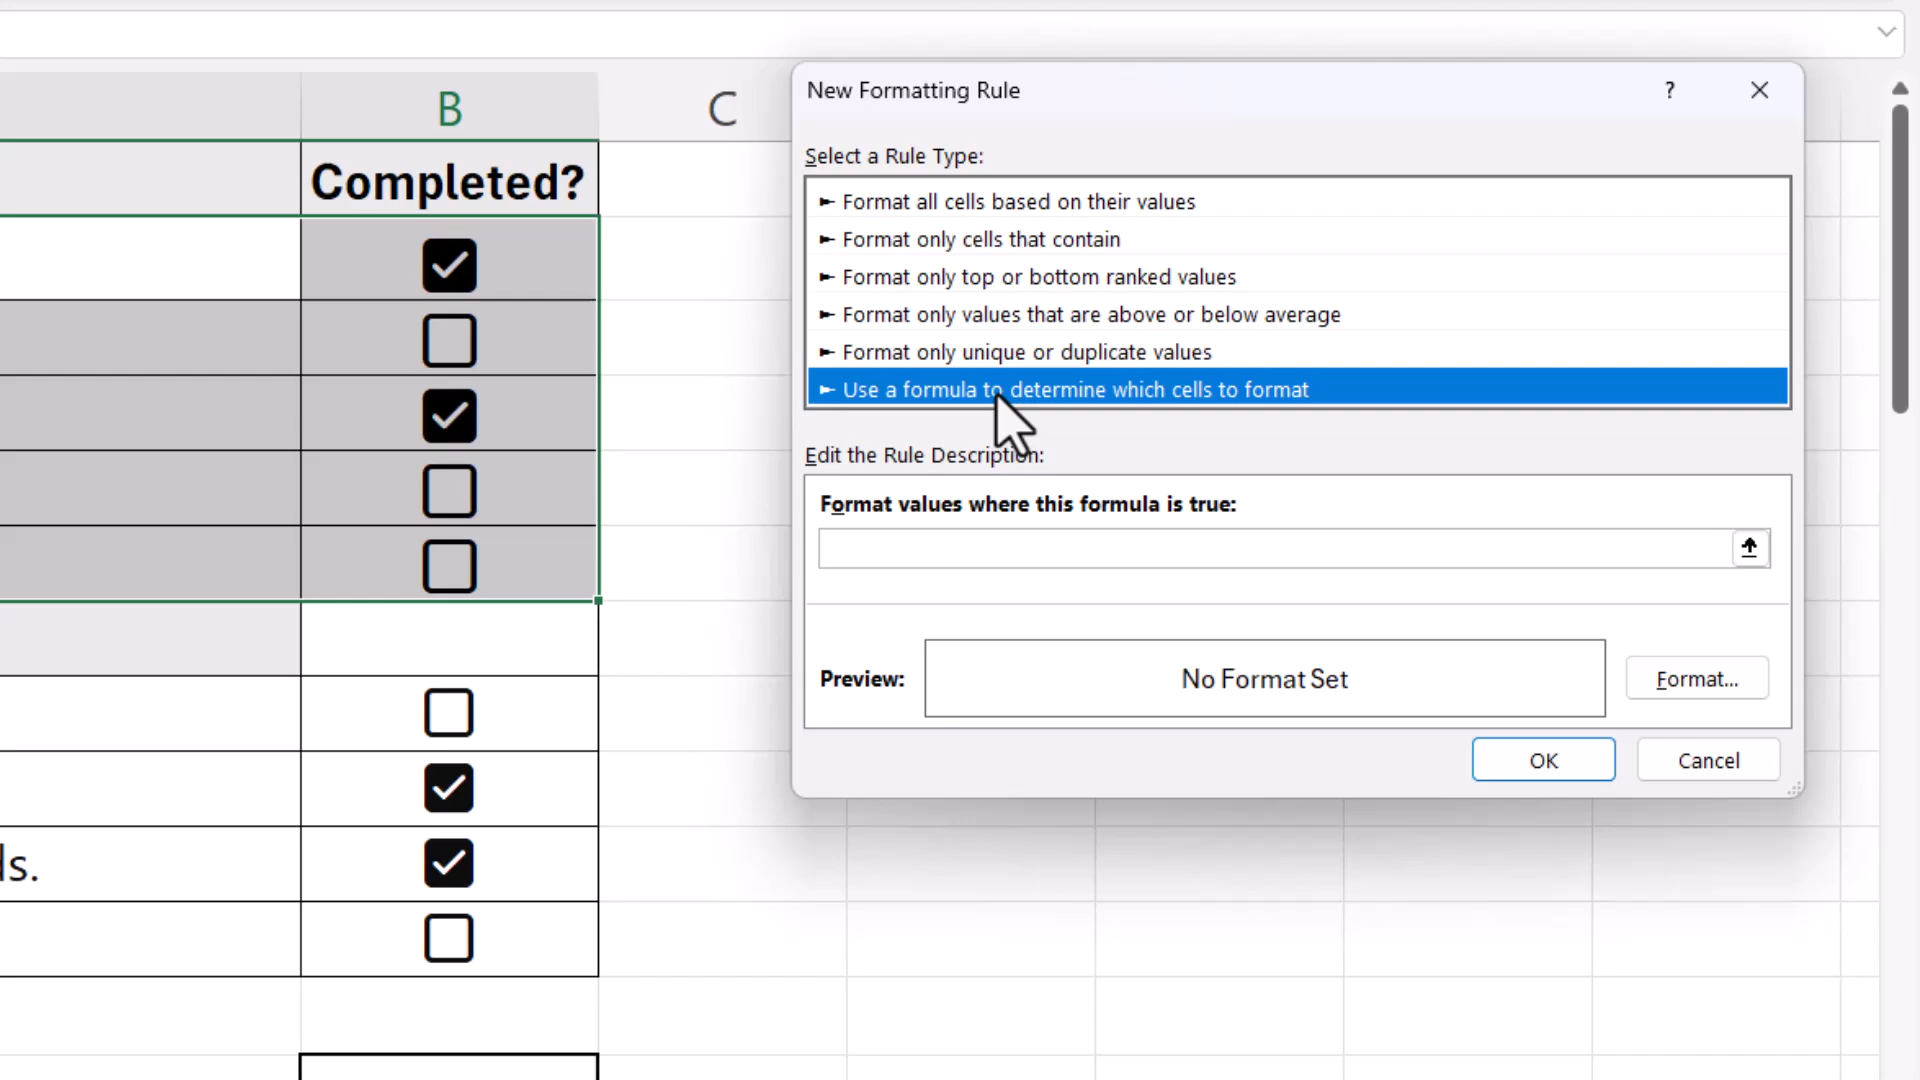 B
C
Completed?
ds.
New Formatting Rule
?
Select a Rule Type:
► Format all cells based on their values
► Format only cells that contain
► Format only top or bottom ranked values
► Format only values that are above or below average
► Format only unique or duplicate values
► Use a formula to determine which cells to format
Edit the Rule Description:
Format values where this formula is true:
Preview:
No Format Set
Format...
OK
Cancel